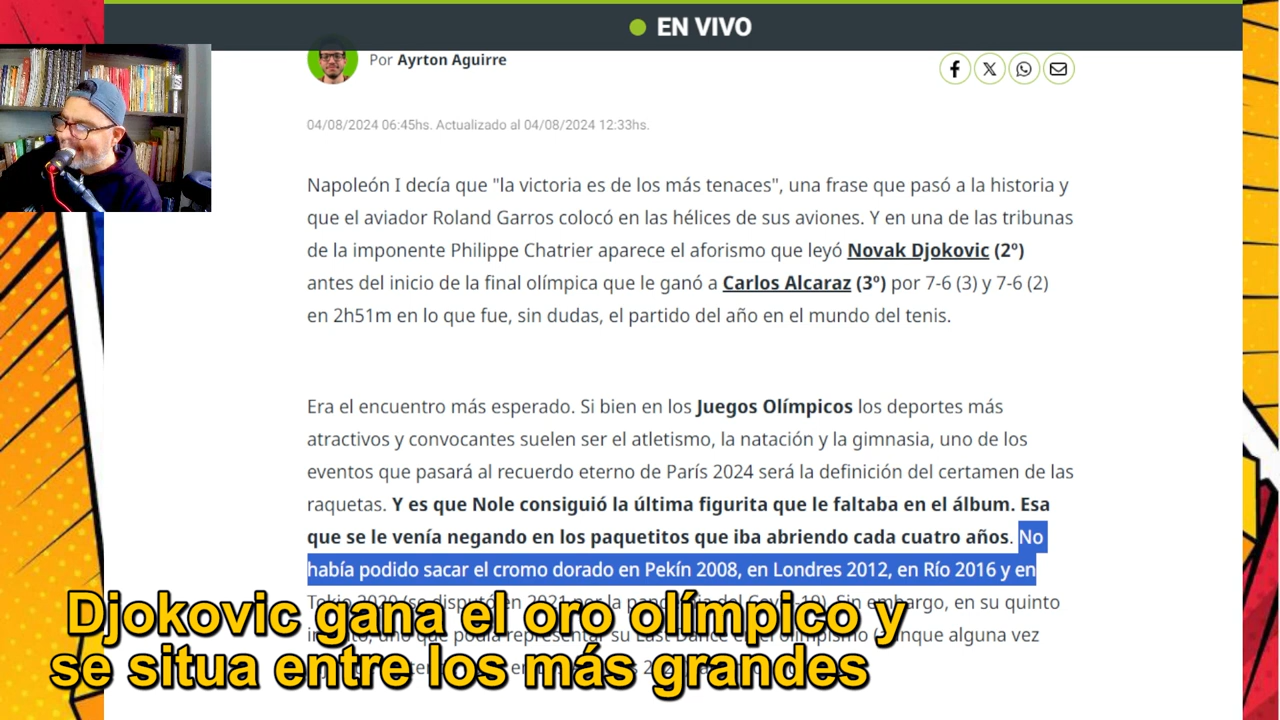 EN VIVO
Por Ayrton Aguirre
04/08/2024 06:45hs. Actualizado al 04/08/2024 12:33hs.
Napoleón I decía que "la victoria es de los más tenaces", una frase que pasó a la historia y
que el aviador Roland Garros colocó en las hélices de sus aviones. Y en una de las tribunas
de la imponente Philippe Chatrier aparece el aforismo que leyó Novak Djokovic (2º)
antes del inicio de la final olímpica que le ganó a Carlos Alcaraz (3º) por 7-6 (3) y 7-6 (2)
en 2h51m en lo que fue, sin dudas, el partido del año en el mundo del tenis.
Era el encuentro más esperado. Si bien en los Juegos Olímpicos los deportes más
atractivos y convocantes suelen ser el atletismo, la natación y la gimnasia, uno de los
eventos que pasará al recuerdo eterno de París 2024 será la definición del certamen de las
raquetas. Y es que Nole consiguió la última figurita que le faltaba en el álbum. Esa
que se le venía negando en los paquetitos que iba abriendo cada cuatro años. No
había podido sacar el cromo dorado en Pekín 2008, en Londres 2012, en Río 2016 y en
Tokio 2020 (se disputó en 2021 por la pandemia del Covid-19). Sin embargo, en su quinto
uno que podía representar su Last Dance en el olimpismo (aunque alguna vez
Djokovic gana el oro olímpico y
se situa entre los más grandes